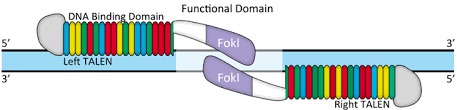 Functional Domain
DNA Binding Domain
5′ FokI 3′
Left TALEN
3′ FokI 5′
Right TALEN